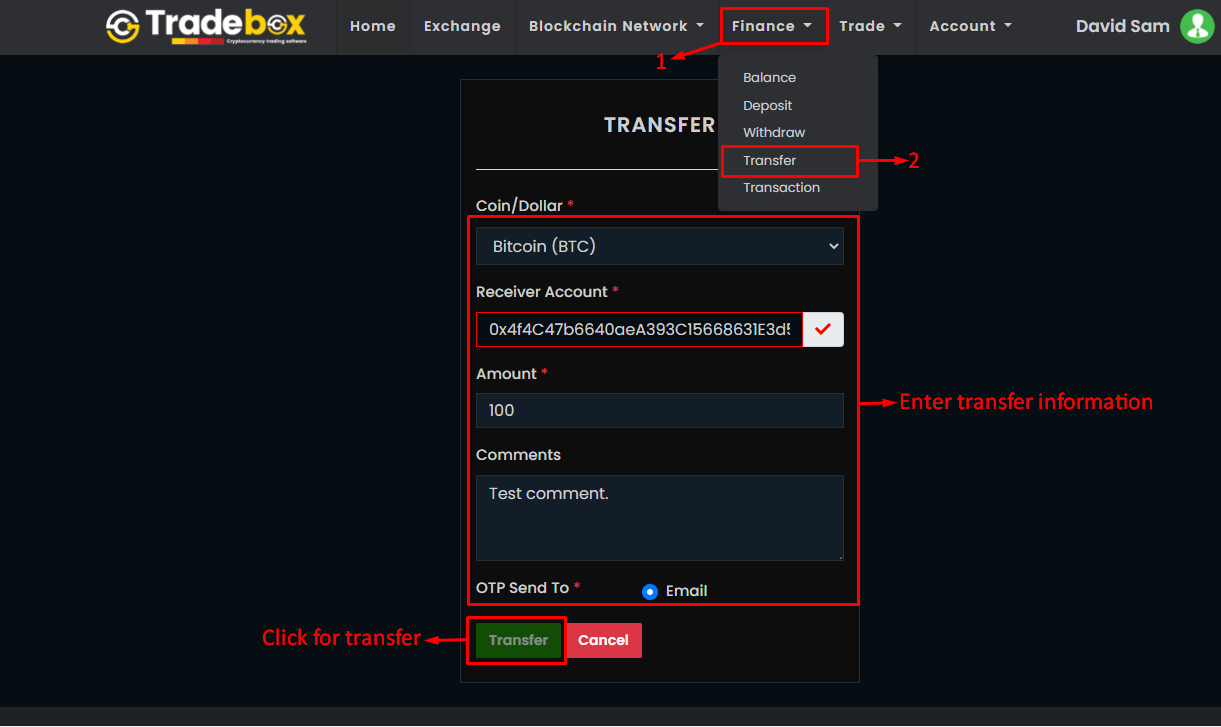 Tradebox
Cryptocurrency trading software
Home
Exchange
Blockchain Network
Finance
Trade
Account
David Sam
1
Balance
Deposit
Withdraw
Transfer
2
Transaction
TRANSFER
Coin/Dollar *
Bitcoin (BTC)
Receiver Account *
0x4f4C47b6640aeA393C15668631E3d5
Amount *
100
Enter transfer information
Comments
Test comment.
OTP Send To *
Email
Click for transfer
Transfer
Cancel